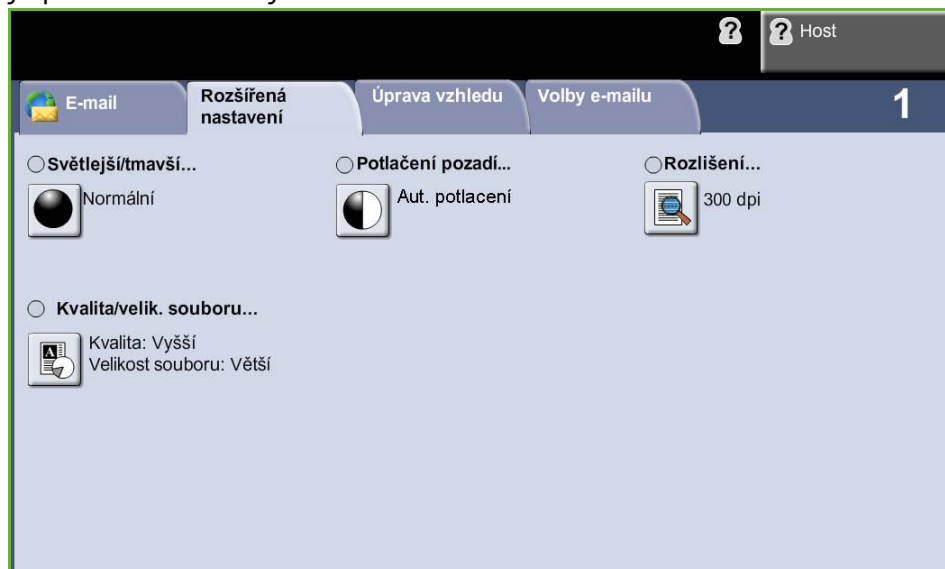 Host
E-mail
Rozšířená
nastavení
Úprava vzhledu
Volby e-mailu
1
Světlejší/tmavší...
Potlačení pozadí...
Rozlišení...
Normální
Aut. potlacení
300 dpi
Kvalita/velik. souboru...
Kvalita: Vyšší
Velikost souboru: Větší